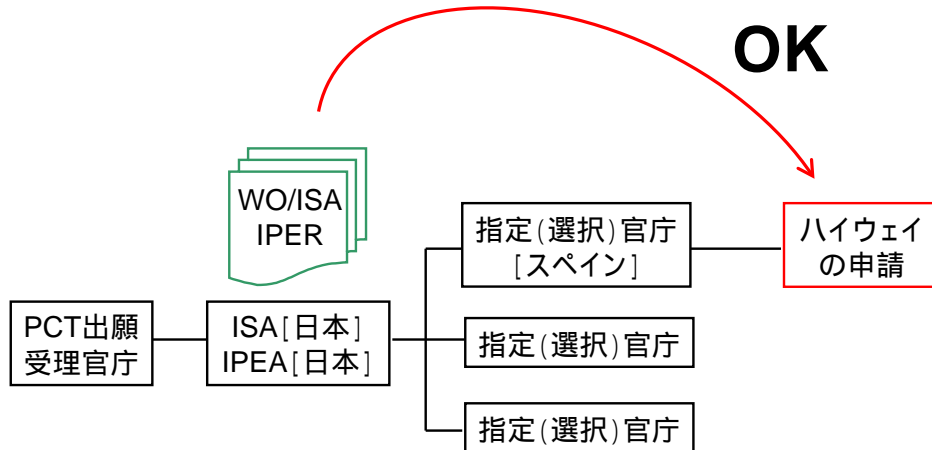 OK
WO/ISA
IPER
指定(選択)官庁
[スペイン]
ハイウェイ
の申請
PCT出願
受理官庁
ISA[日本]
IPEA[日本]
指定(選択)官庁
指定(選択)官庁